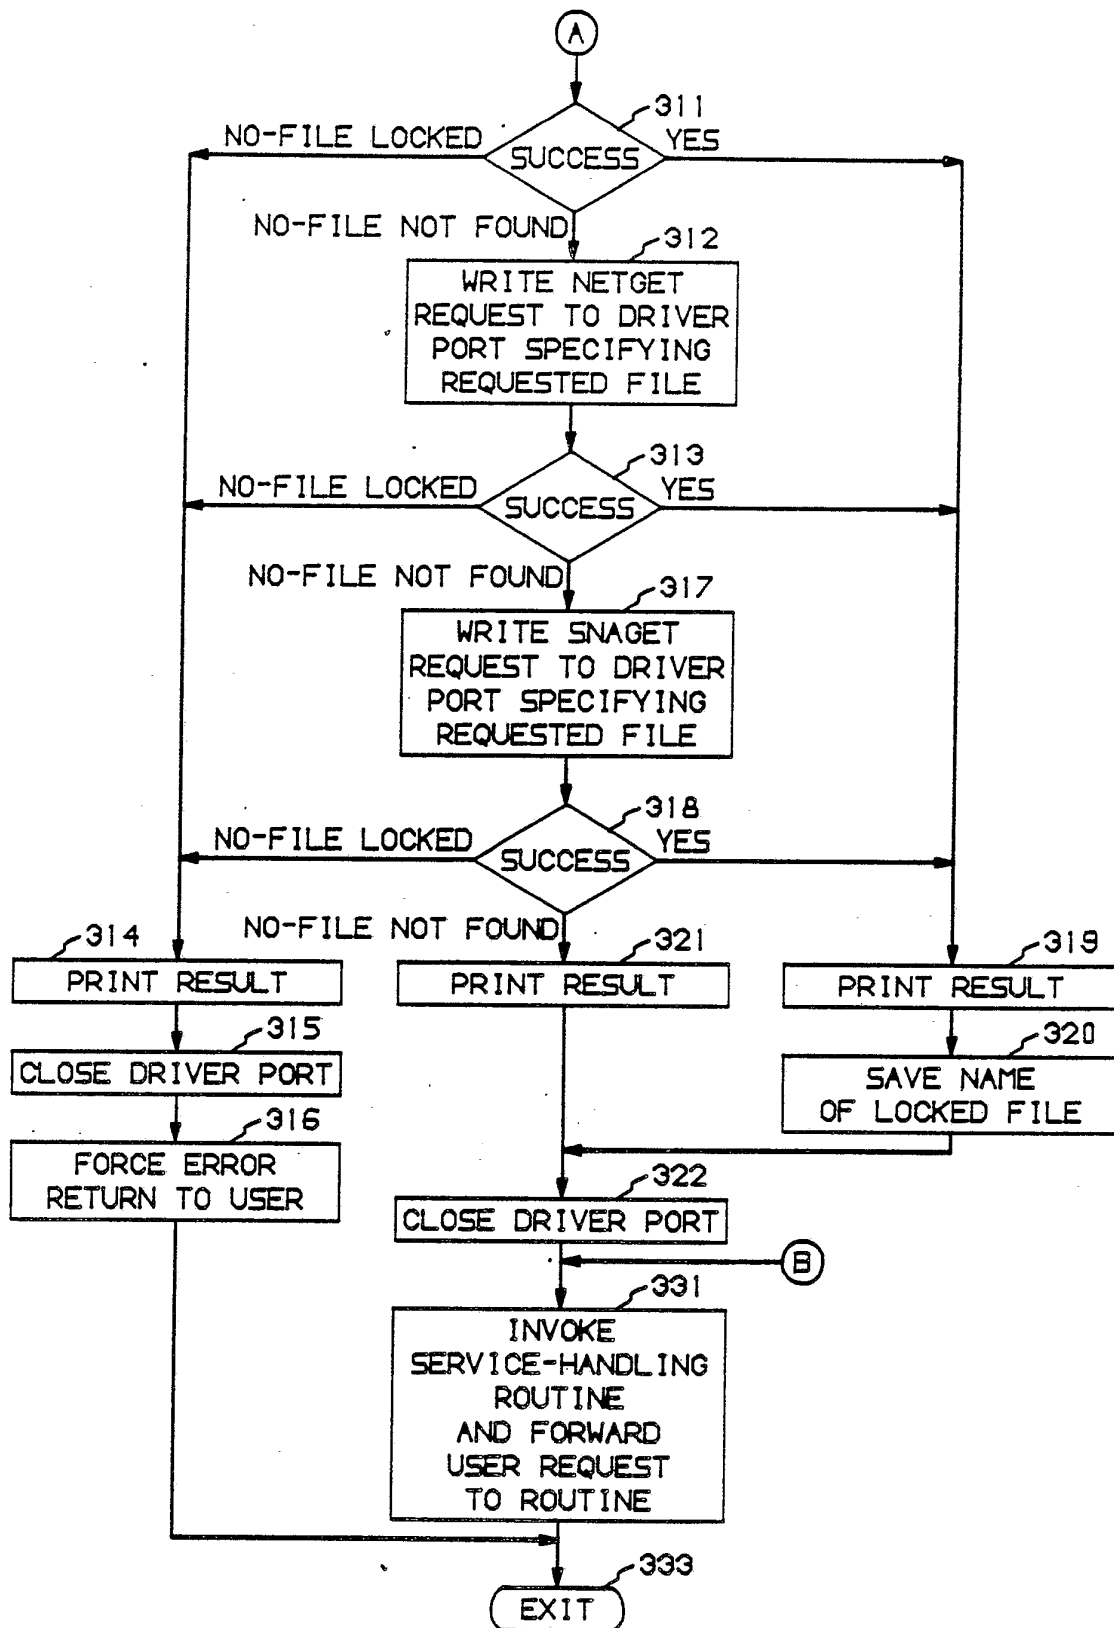 A
311
NO-FILE LOCKED
SUCCESS
YES
NO-FILE NOT FOUND
312
WRITE NETGET
REQUEST TO DRIVER
PORT SPECIFYING
REQUESTED FILE
313
NO-FILE LOCKED
SUCCESS
YES
NO-FILE NOT FOUND
317
WRITE SNAGET
REQUEST TO DRIVER
PORT SPECIFYING
REQUESTED FILE
318
NO-FILE LOCKED
SUCCESS
YES
NO-FILE NOT FOUND
314
PRINT RESULT
321
PRINT RESULT
319
PRINT RESULT
315
CLOSE DRIVER PORT
320
SAVE NAME
OF LOCKED FILE
316
FORCE ERROR
RETURN TO USER
322
CLOSE DRIVER PORT
B
331
INVOKE
SERVICE-HANDLING
ROUTINE
AND FORWARD
USER REQUEST
TO ROUTINE
333
EXIT